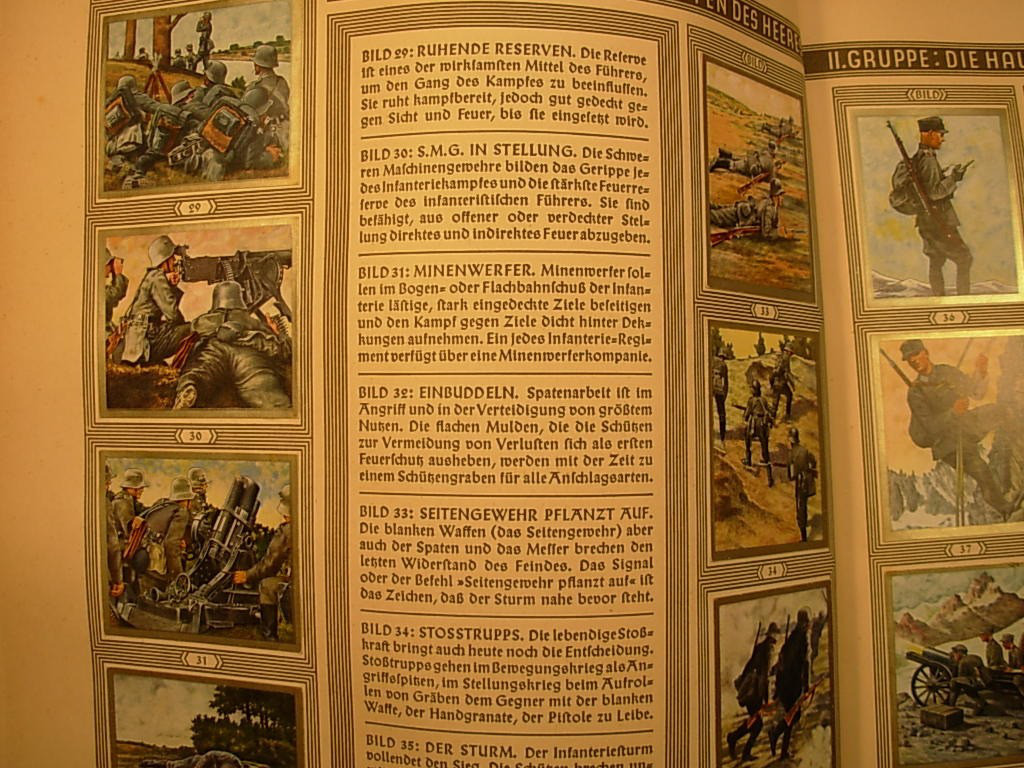 EN DES HEERE
II. GRUPPE: DIE HAU
BILD 29: RUHENDE RESERVEN. Die Reserve
ist eines der wirksamsten Mittel des Führers,
um den Gang des Kampfes zu beeinflussen.
Sie ruht kampfbereit, jedoch gut gedeckt ge-
gen Sicht und Feuer, bis sie eingesetzt wird.
BILD 30: S.M.G. IN STELLUNG. Die Schwe-
ren Maschinengewehre bilden das Gerippe je-
des Infanteriekampfes und die stärkste Feuerre-
serve des infanteristischen Führers. Sie sind
befähigt, aus offener oder verdeckter Stel-
lung direktes und indirektes Feuer abzugeben.
BILD 31: MINENWERFER. Minenwerfer sol-
len im Bogen- oder Flachbahnschuß der Infan-
terie lästige, stark eingedeckte Ziele beseitigen
und den Kampf gegen Ziele dicht hinter Dek-
kungen aufnehmen. Ein jedes Infanterie-Regi-
ment verfügt über eine Minenwerferkompanie.
BILD 32: EINBUDDELN. Spatenarbeit ist im
Angriff und in der Verteidigung von größtem
Nutzen. Die flachen Mulden, die die Schützen
zur Vermeidung von Verlusten sich als ersten
Feuerschutz ausheben, werden mit der Zeit zu
einem Schützengraben für alle Anschlagsarten.
BILD 33: SEITENGEWEHR PFLANZT AUF.
Die blanken Waffen (das Seitengewehr) aber
auch der Spaten und das Messer brechen den
letzten Widerstand des Feindes. Das Signal
oder der Befehl »Seitengewehr pflanzt auf« ist
das Zeichen, daß der Sturm nahe bevor steht.
BILD 34: STOSSTRUPPS. Die lebendige Stoß-
kraft bringt auch heute noch die Entscheidung.
Stoßtrupps gehen im Bewegungskrieg als An-
griffsspitzen, im Stellungskrieg beim Aufrol-
len von Gräben dem Gegner mit der blanken
Waffe, der Handgranate, der Pistole zu Leibe.
BILD 35: DER STURM. Der Infanteriesturm
vollendet den Sieg. Die Schützen brechen un-
29
30
31
BILD
33
34
BILD
36
37